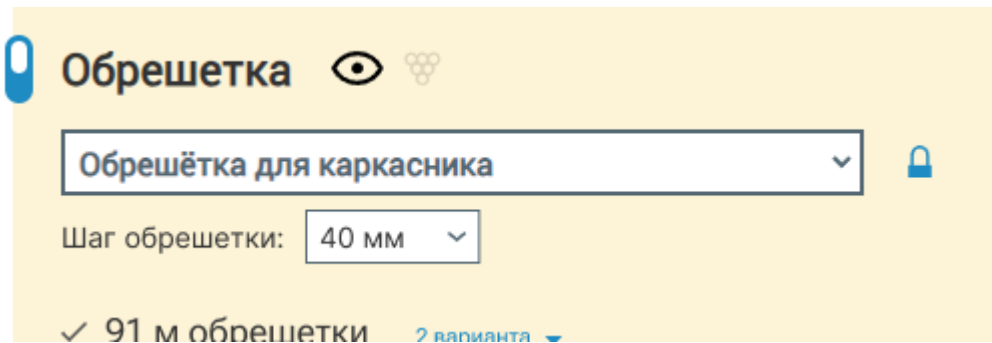 Обрешетка
Обрешётка для каркасника
Шаг обрешетки: 40 мм
91 м обрешетки 2 варианта